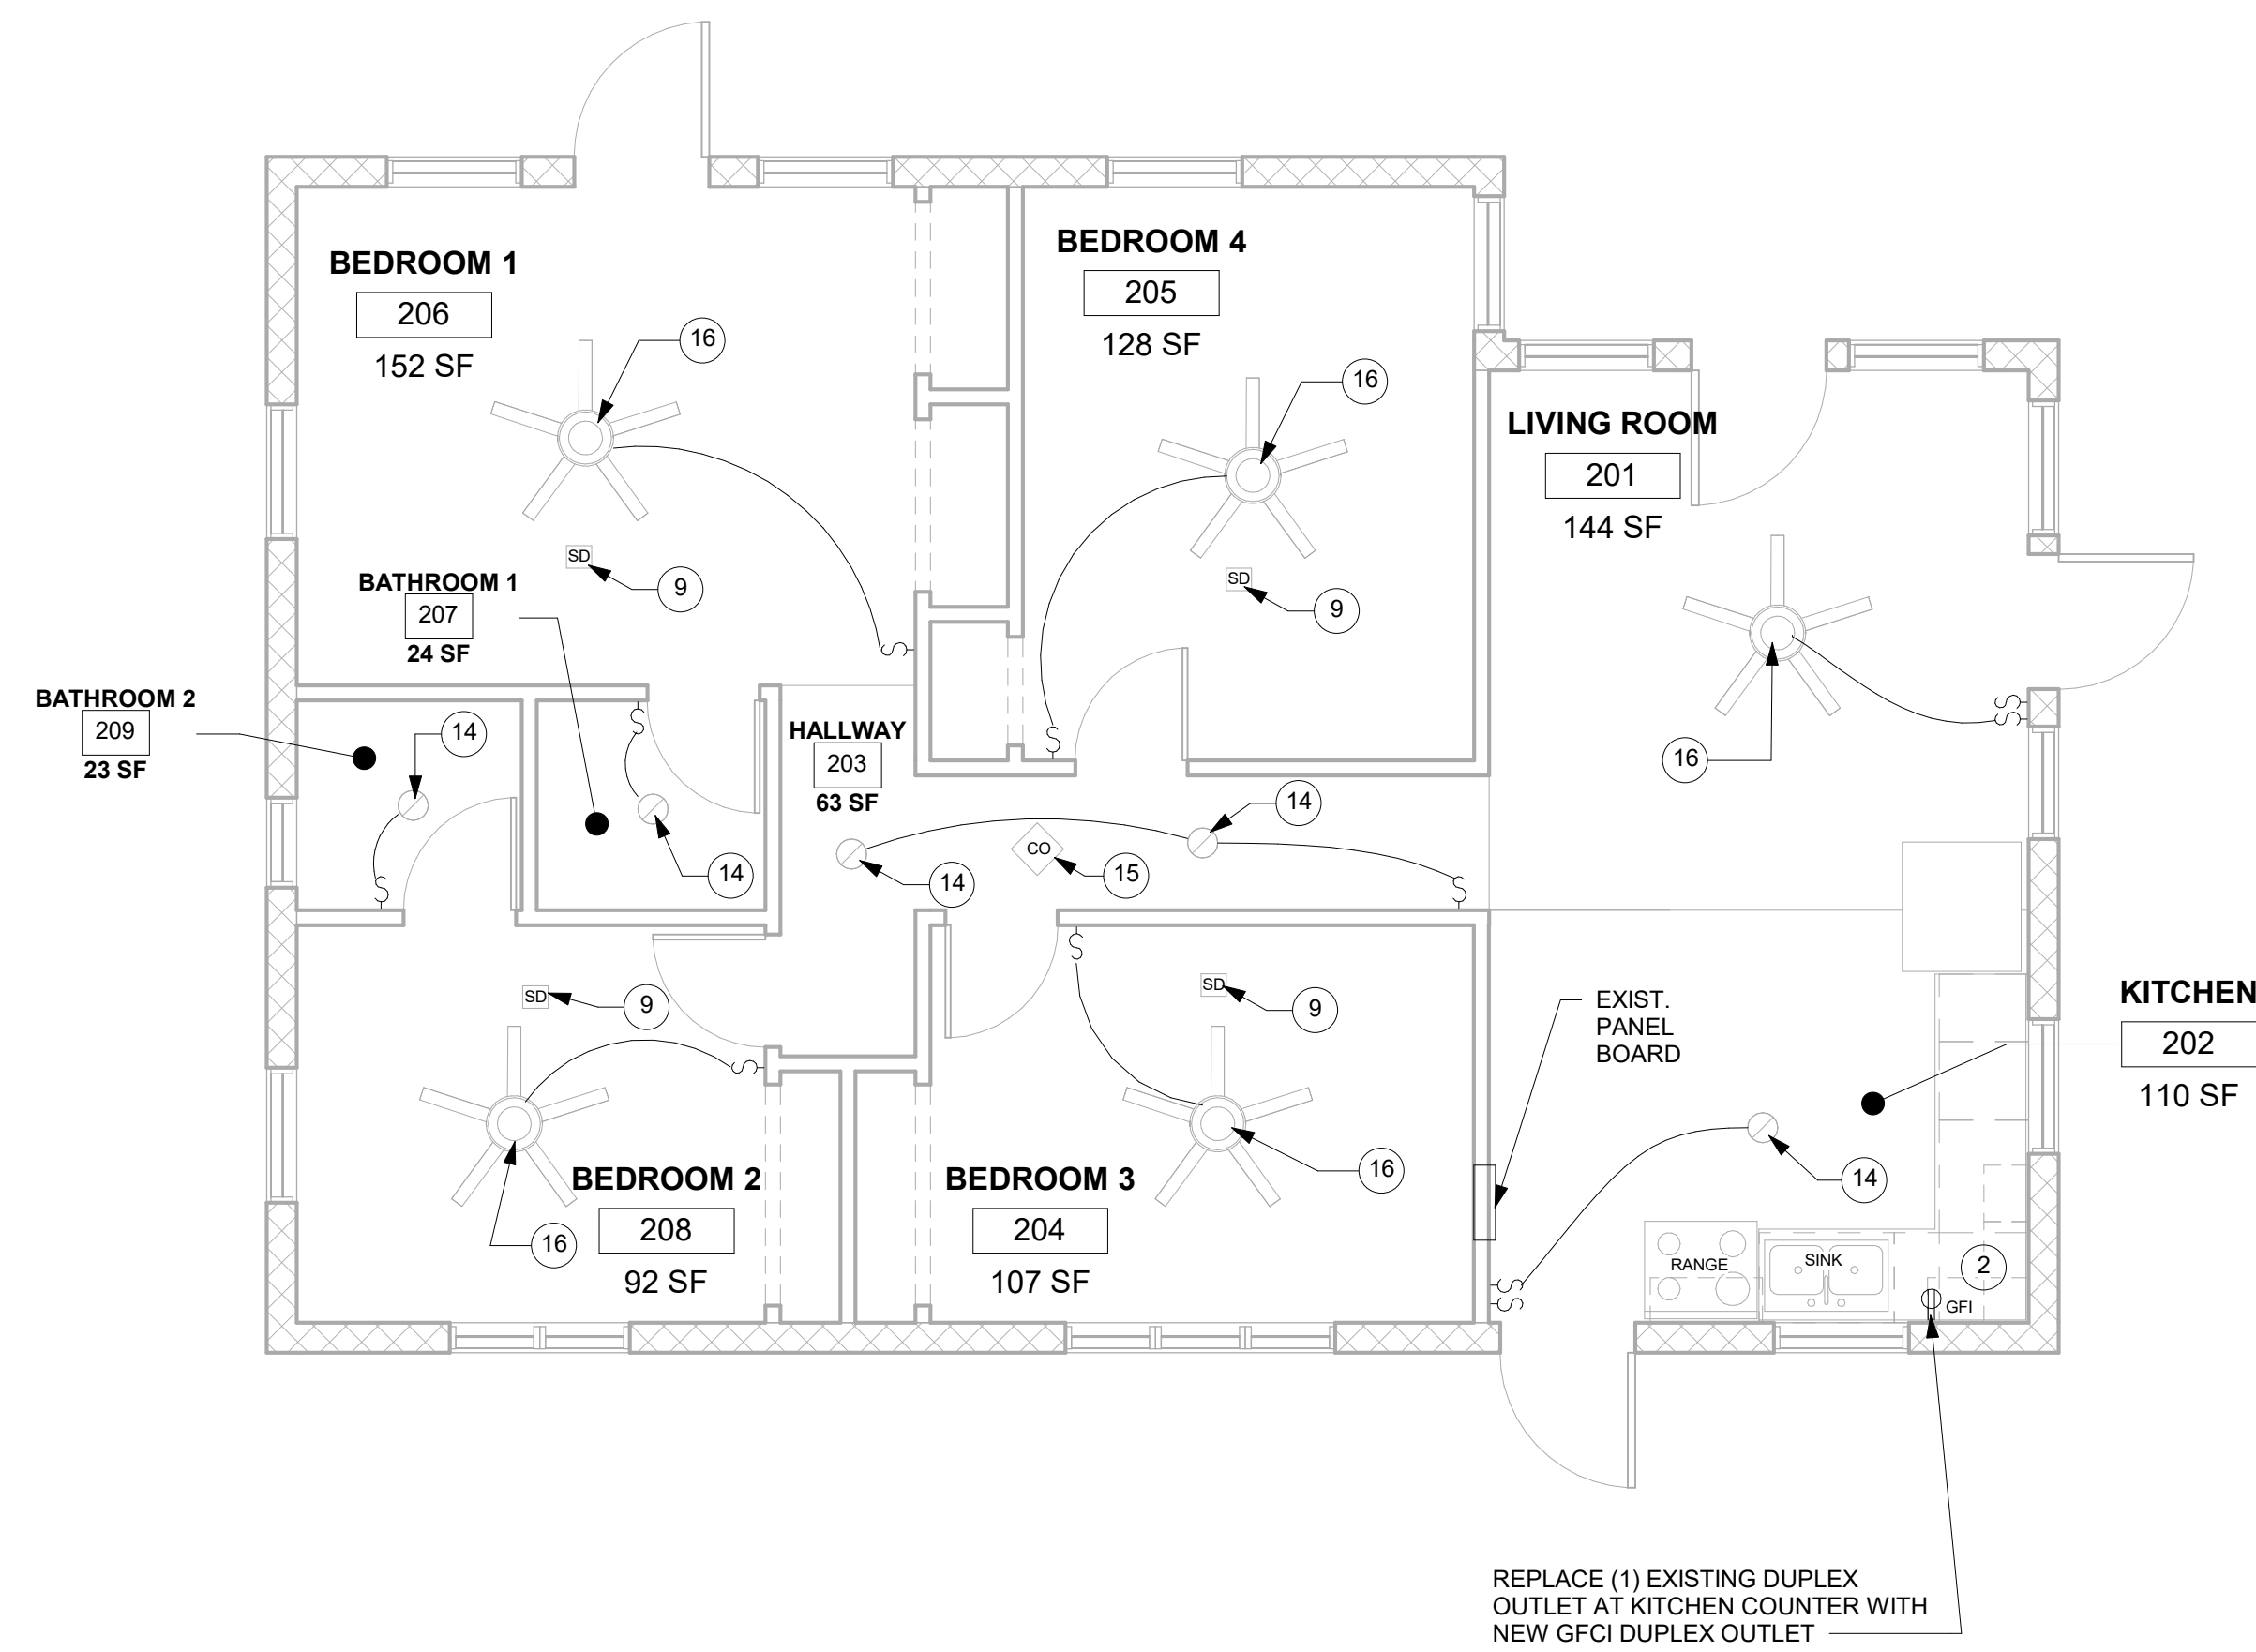 BEDROOM 1
206
152 SF
16
SD
9
BEDROOM 4
205
128 SF
16
SD
9
LIVING ROOM
201
144 SF
16
BATHROOM 1
207
24 SF
14
BATHROOM 2
209
23 SF
14
HALLWAY
203
63 SF
14
CO
15
14
SD
9
BEDROOM 2
208
92 SF
16
SD
9
BEDROOM 3
204
107 SF
16
EXIST.
PANEL
BOARD
KITCHEN
202
110 SF
14
RANGE
SINK
2
GFI
REPLACE (1) EXISTING DUPLEX
OUTLET AT KITCHEN COUNTER WITH
NEW GFCI DUPLEX OUTLET
S
S
S
S
S
S
S
S
S
S
S